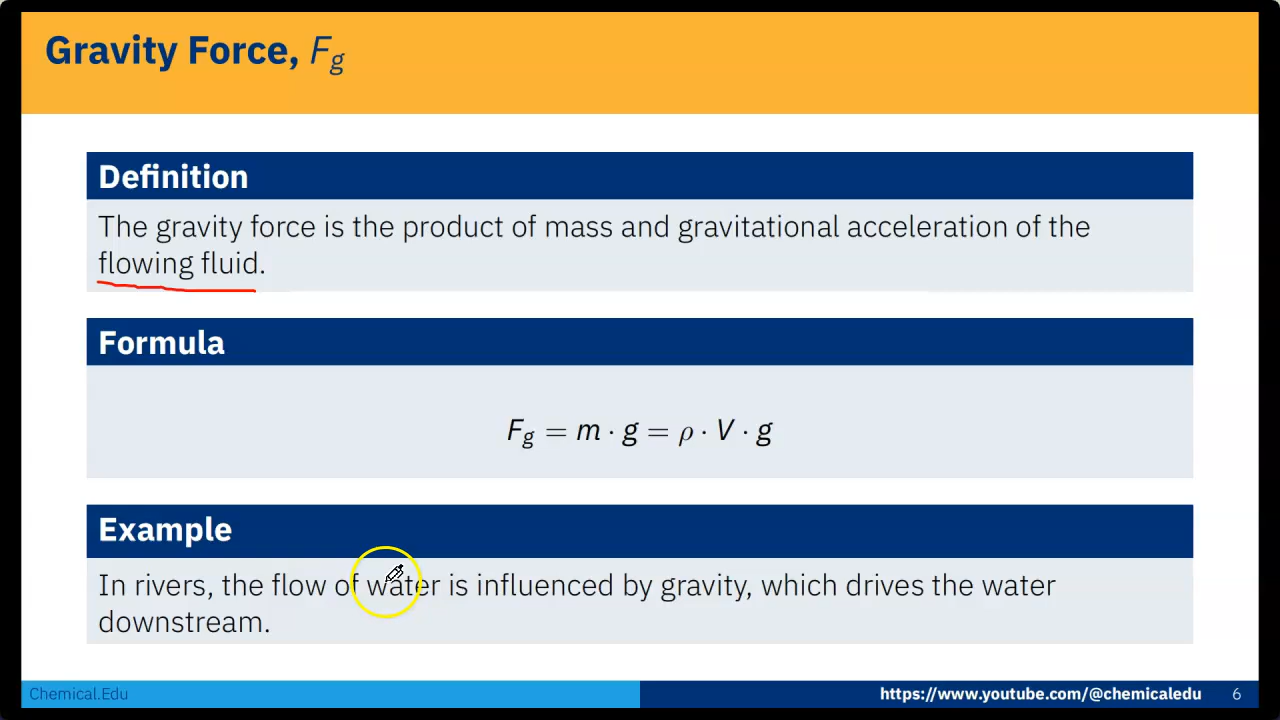 Gravity Force, Fg
Definition
The gravity force is the product of mass and gravitational acceleration of the
flowing fluid.
Formula
Fg = m · g = ρ · V · g
Example
In rivers, the flow of water is influenced by gravity, which drives the water
downstream.
Chemical.Edu
https://www.youtube.com/@chemicaledu 6